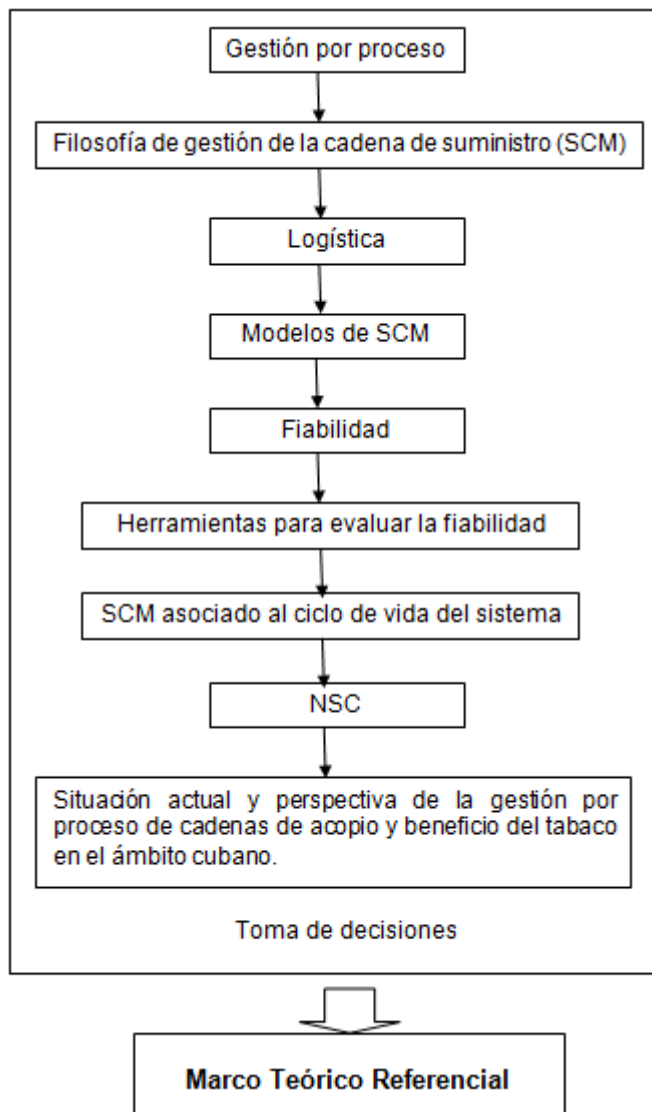 Gestión por proceso
Filosofía de gestión de la cadena de suministro (SCM)
Logística
Modelos de SCM
Fiabilidad
Herramientas para evaluar la fiabilidad
SCM asociado al ciclo de vida del sistema
NSC
Situación actual y perspectiva de la gestión por
proceso de cadenas de acopio y beneficio del tabaco
en el ámbito cubano.
Toma de decisiones
Marco Teórico Referencial